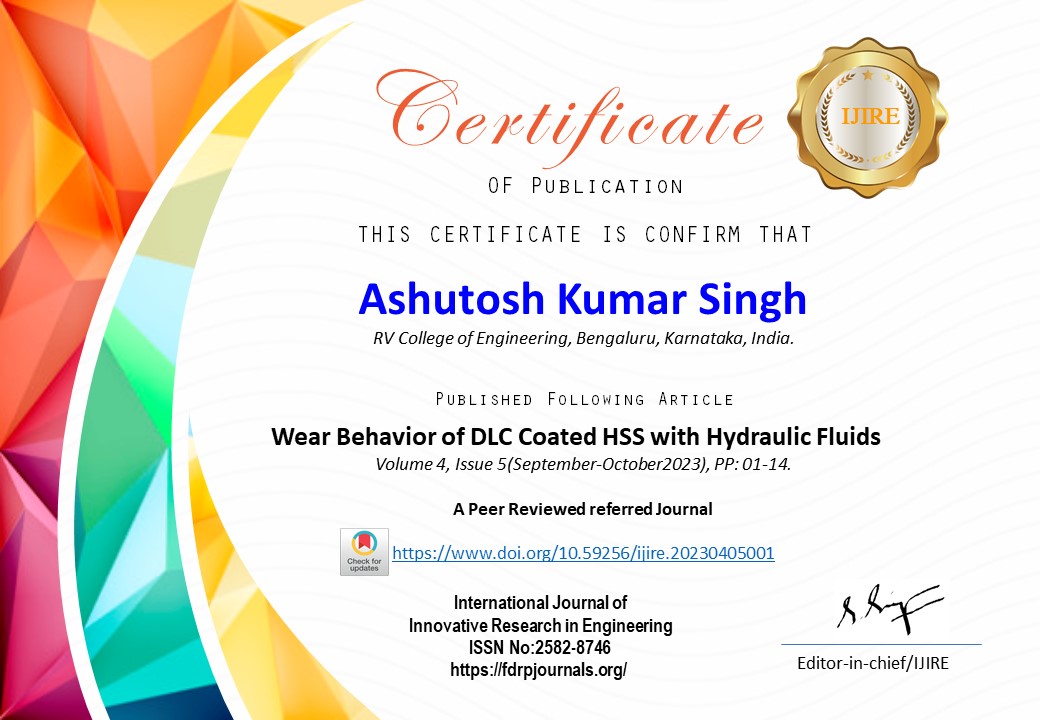 Certificate
IJIRE
OF PUBLICATION
THIS CERTIFICATE IS CONFIRM THAT
Ashutosh Kumar Singh
RV College of Engineering, Bengaluru, Karnataka, India.
PUBLISHED FOLLOWING ARTICLE
Wear Behavior of DLC Coated HSS with Hydraulic Fluids
Volume 4, Issue 5(September-October2023), PP: 01-14.
A Peer Reviewed referred Journal
Check for
updates
https://www.doi.org/10.59256/ijire.20230405001
International Journal of
Innovative Research in Engineering
ISSN No:2582-8746
https://fdrpjournals.org/
Editor-in-chief/IJIRE